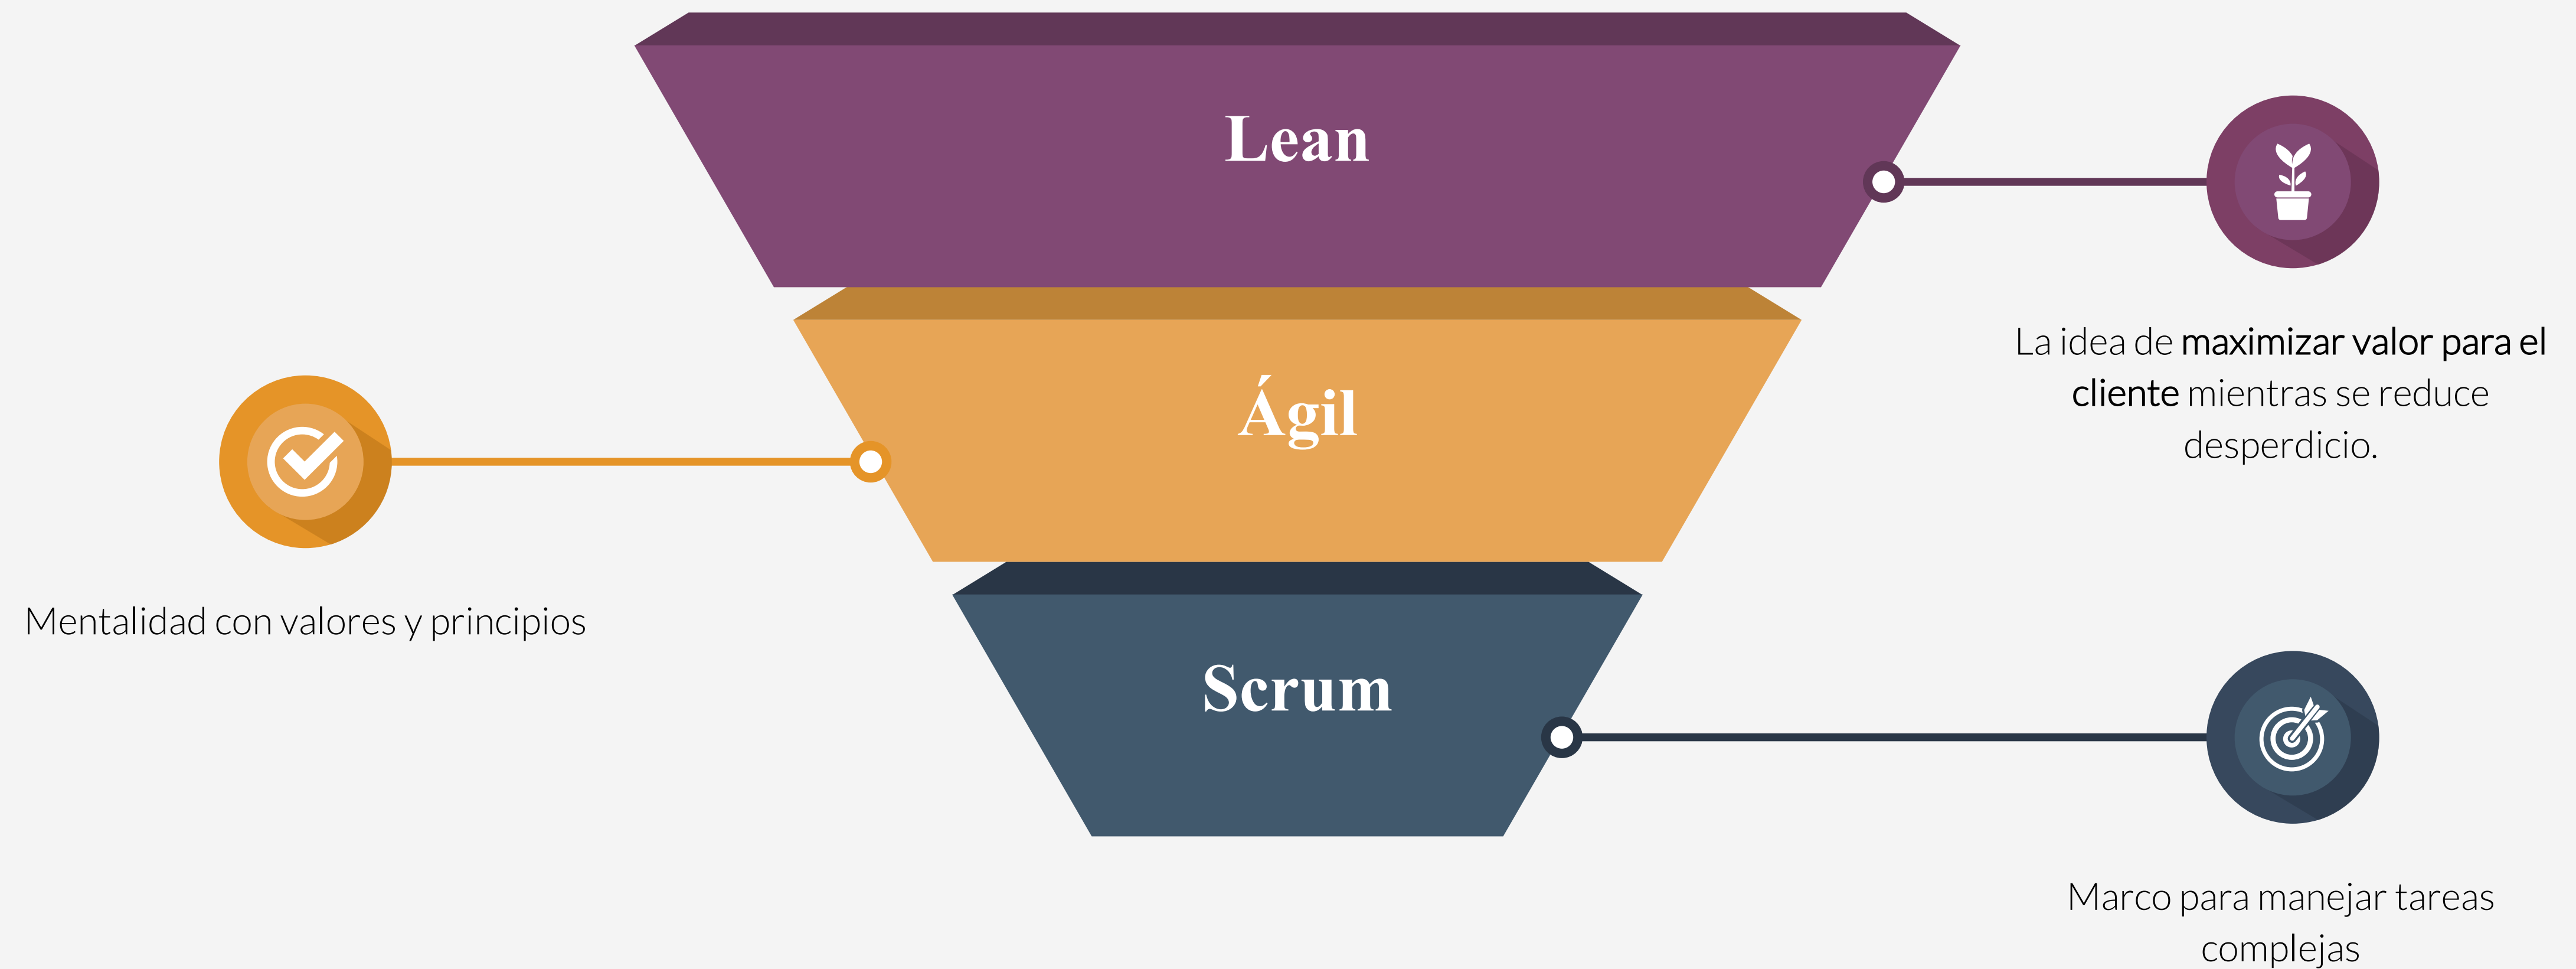 Lean
La idea de maximizar valor para el
cliente mientras se reduce
desperdicio.
Ágil
Mentalidad con valores y principios
Scrum
Marco para manejar tareas
complejas